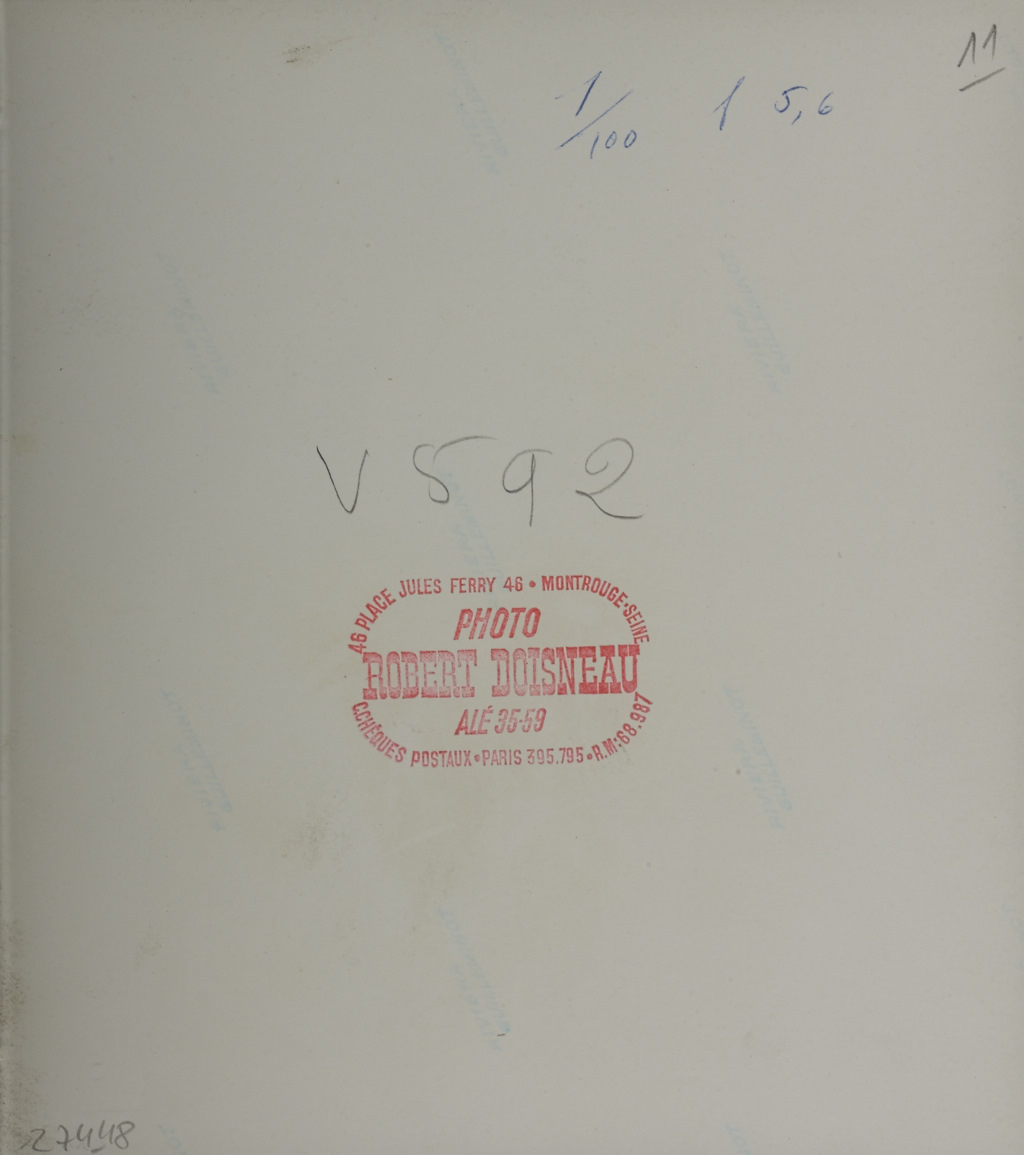 11
1/100 f 5,6
V 592
46 PLACE JULES FERRY 46 • MONTROUGE-SEINE
PHOTO
ROBERT DOISNEAU
ALÉ 35-59
C.CHÈQUES POSTAUX • PARIS 395.795 • R.M: 68.987
27448